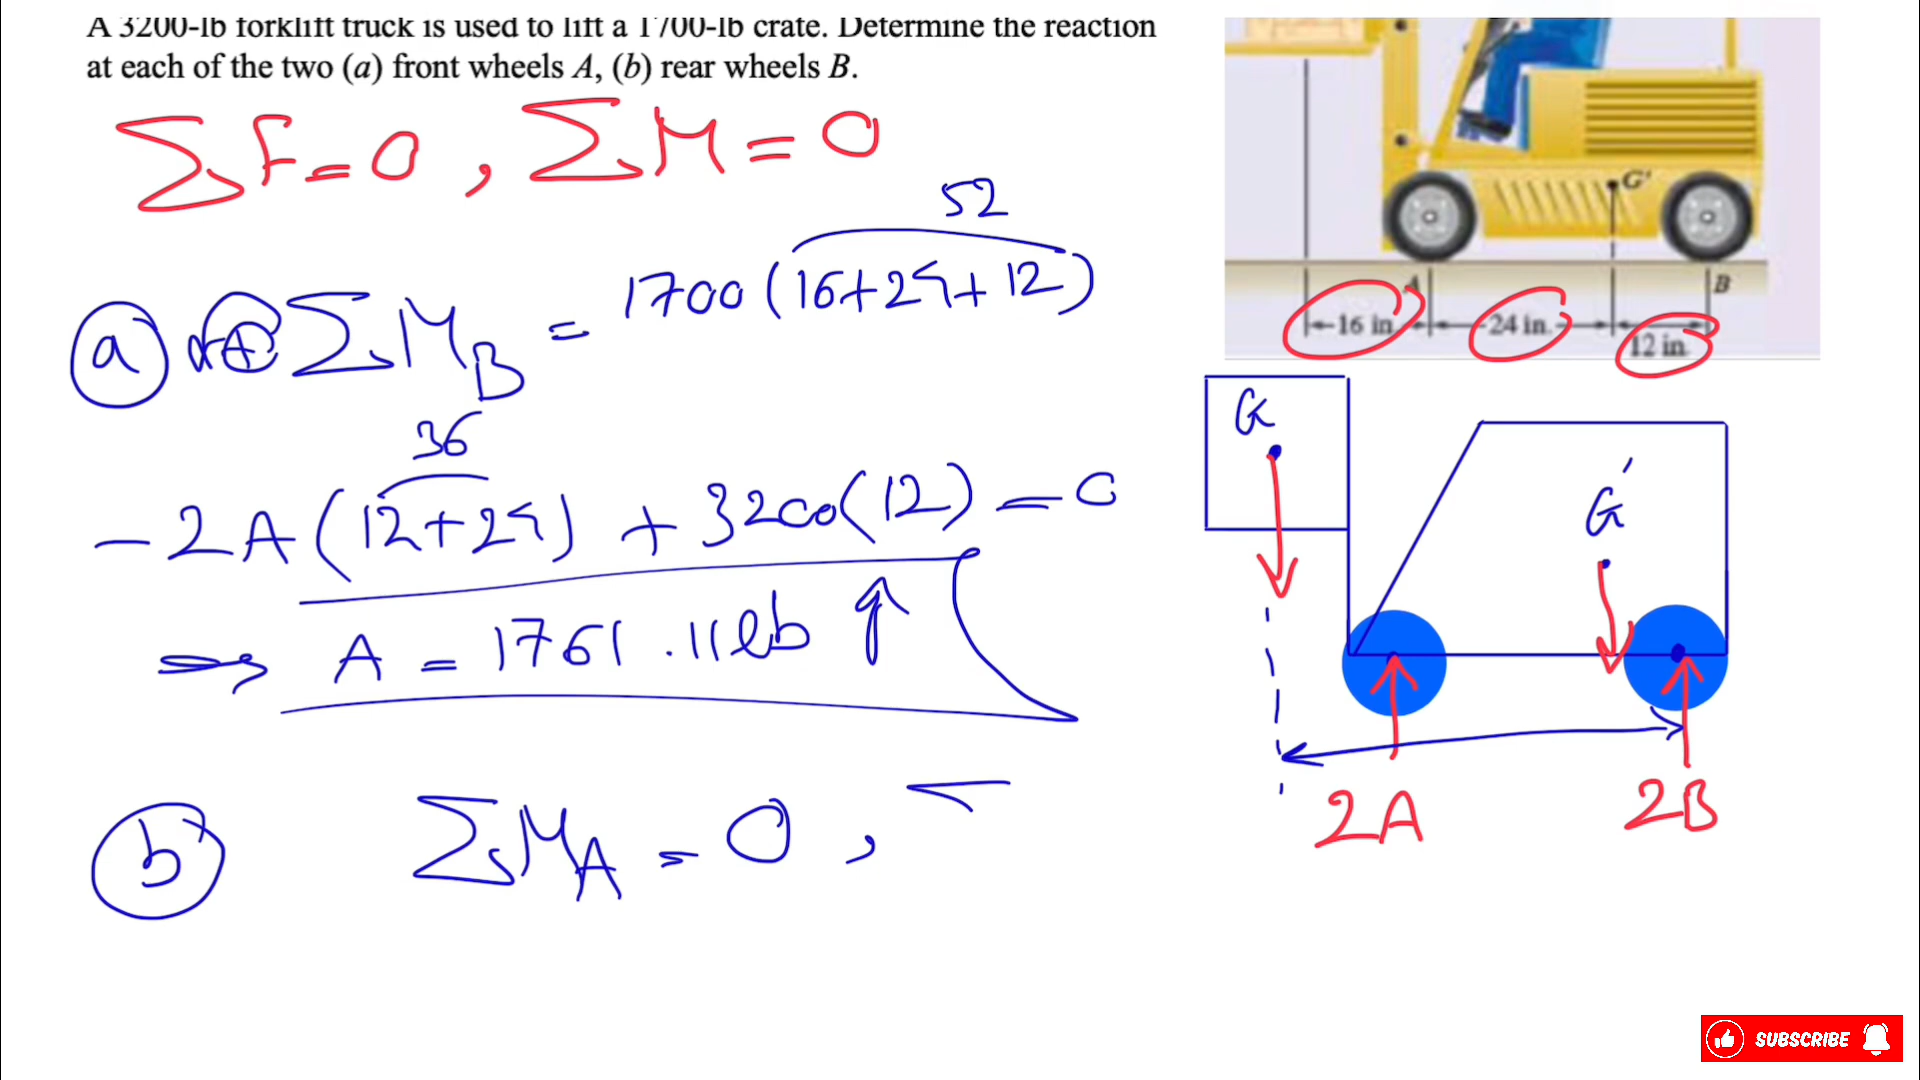 A 3200-lb forklift truck is used to lift a 1700-lb crate. Determine the reaction
at each of the two (a) front wheels A, (b) rear wheels B.
ΣF=0 , ΣM=0
52
a ΣM_B = 1700(16+24+12)
36
-2A(12+24) + 3200(12) = 0
⇒ A = 1761.11 lb ↑
b ΣM_A = 0,
G'
A
B
16 in.
24 in.
12 in.
G
G'
2A
2B
SUBSCRIBE